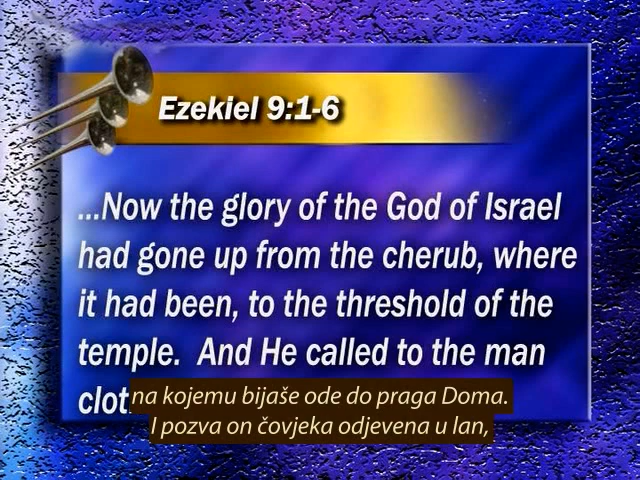 Ezekiel 9:1-6
...Now the glory of the God of Israel
had gone up from the cherub, where
it had been, to the threshold of the
temple.  And He called to the man
clot
na kojemu bijaše ode do praga Doma.
I pozva on čovjeka odjevena u lan,